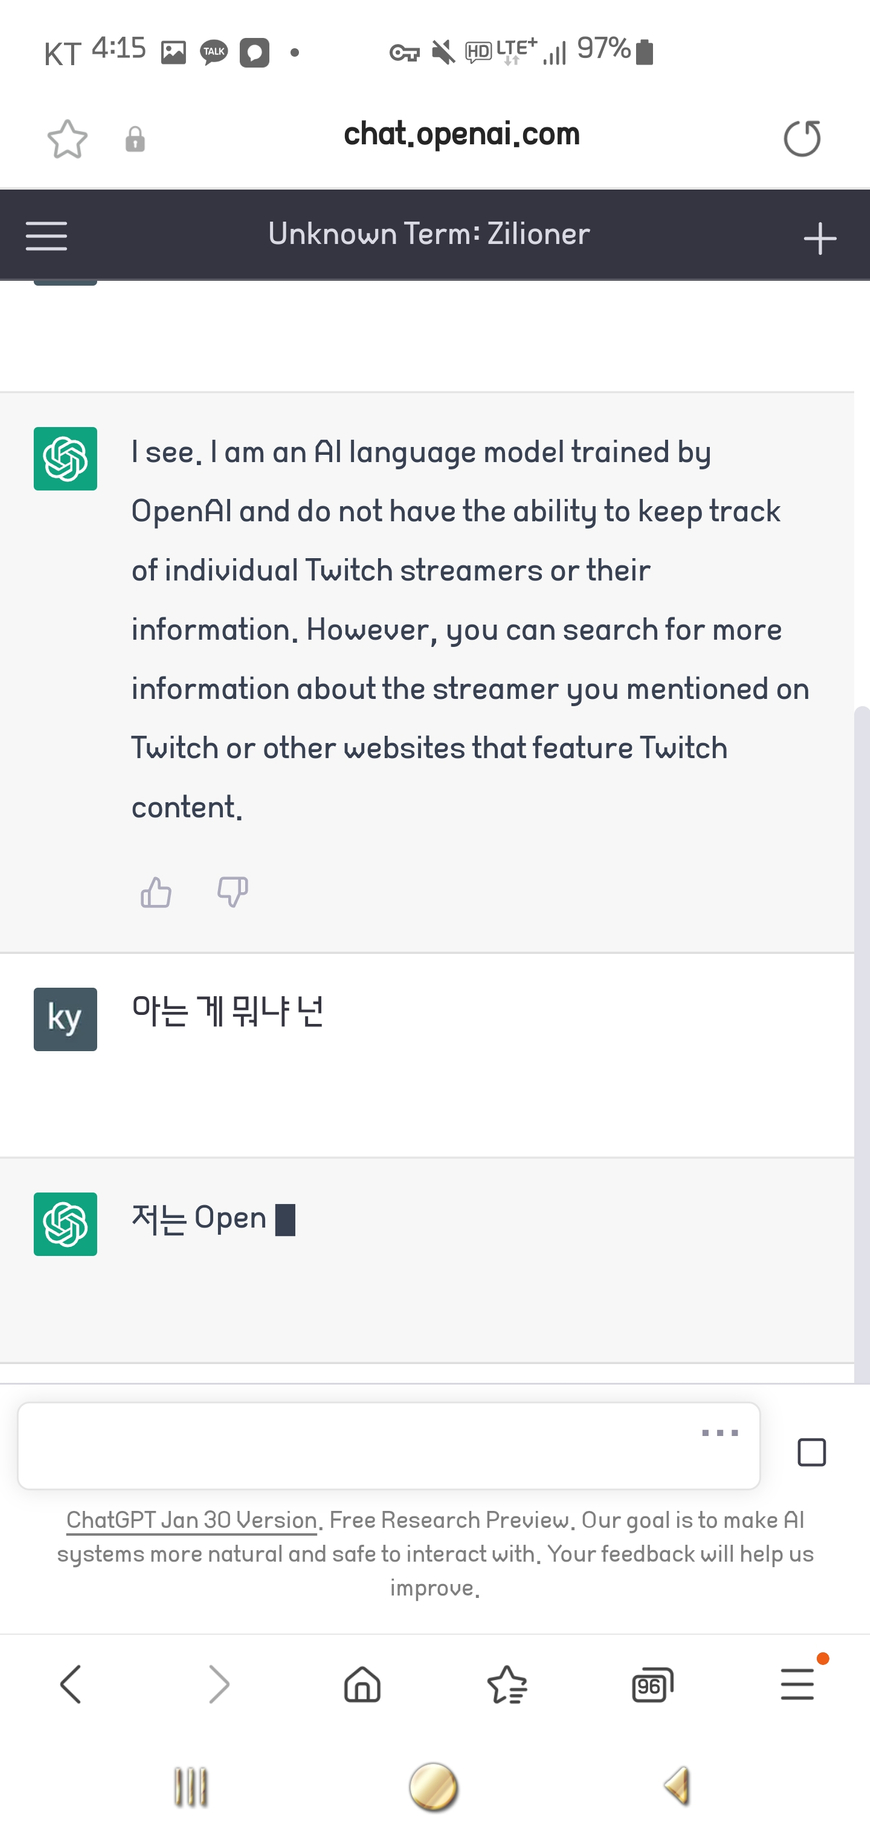 KT 4:15 TALK HD LTE+ 97%
chat.openai.com
Unknown Term: Zilioner
I see. I am an AI language model trained by
OpenAI and do not have the ability to keep track
of individual Twitch streamers or their
information. However, you can search for more
information about the streamer you mentioned on
Twitch or other websites that feature Twitch
content.
ky 아는 게 뭐냐 넌
저는 Open
ChatGPT Jan 30 Version. Free Research Preview. Our goal is to make AI
systems more natural and safe to interact with. Your feedback will help us
improve.
96